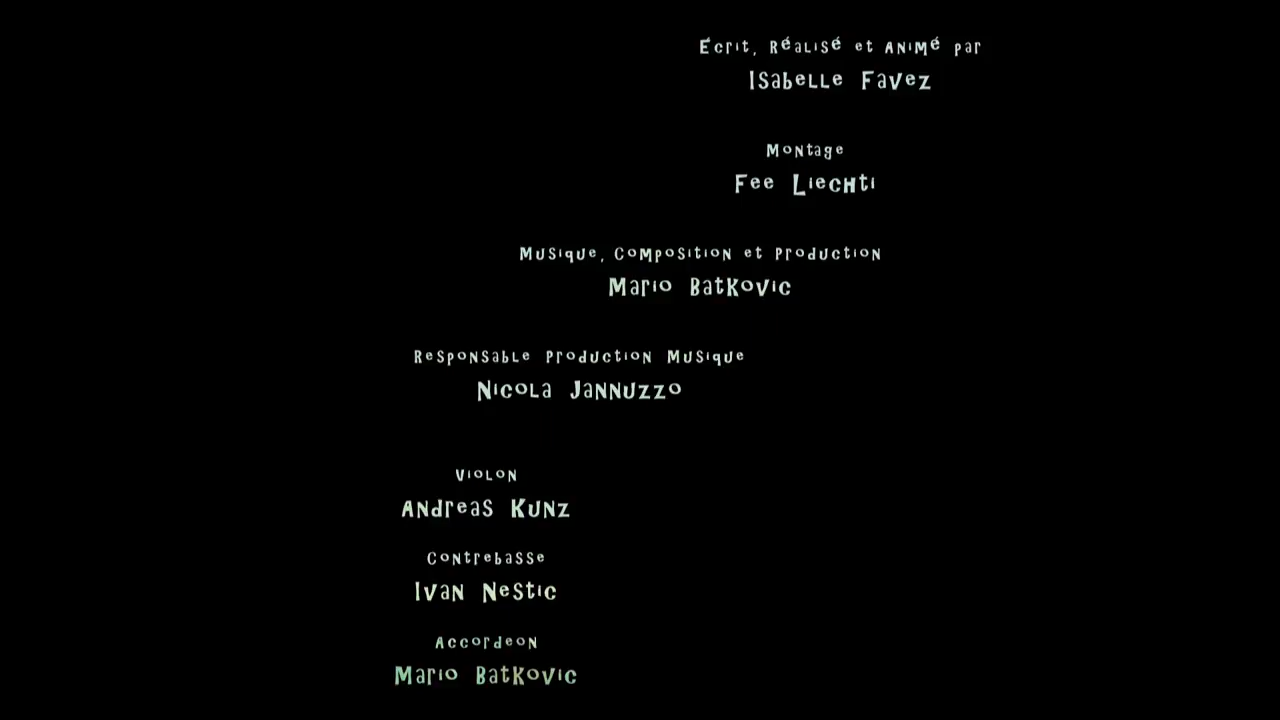 Écrit, Réalisé et Animé par
Isabelle Favez
Montage
Fee Liechti
Musique, Composition et Production
Mario Batkovic
Responsable Production Musique
Nicola Jannuzzo
Violon
Andreas Kunz
Contrebasse
Ivan Nestic
Accordeon
Mario Batkovic